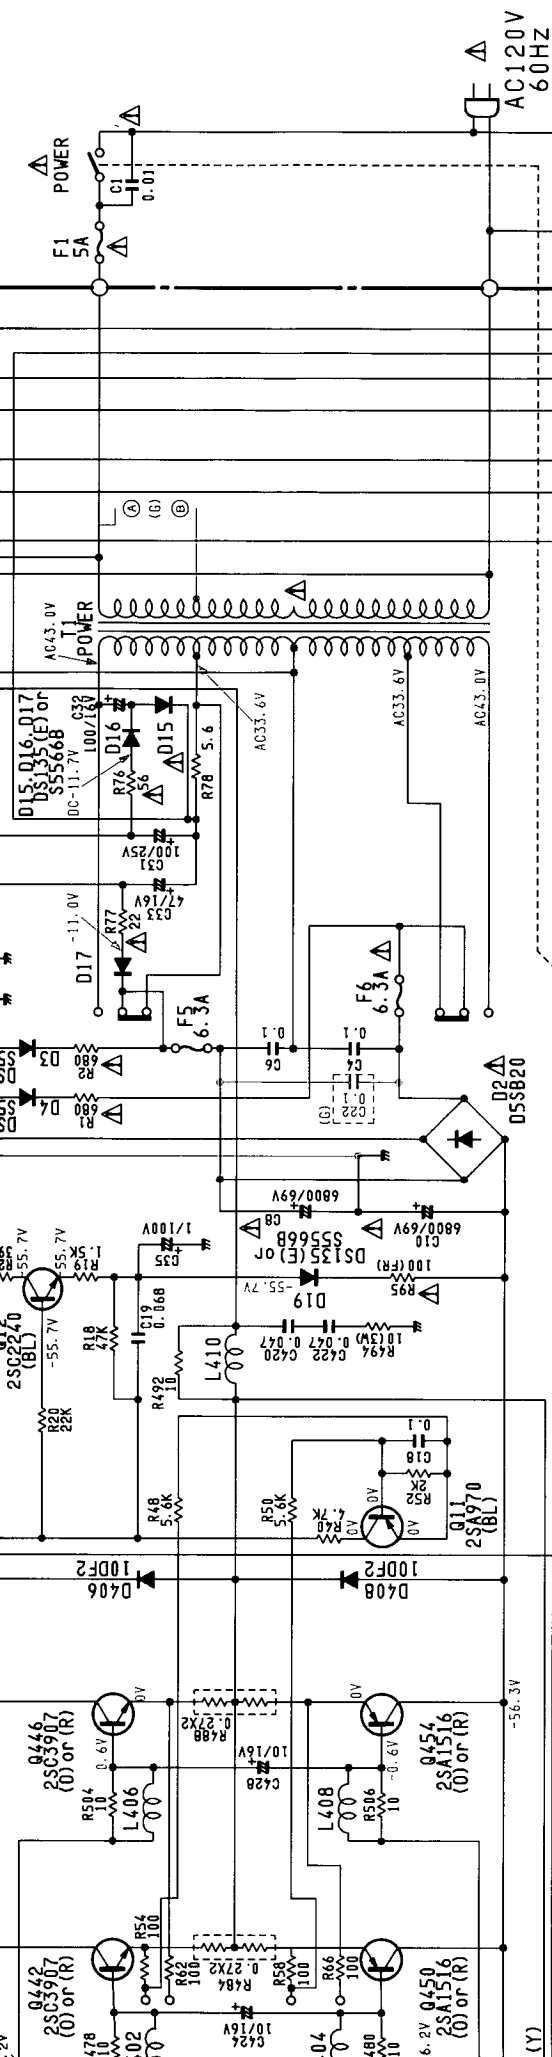 AC120V
60Hz
POWER
C1
0.01
F1
5A
A
(G)
B
AC43.0V
T1
POWER
D15,D16,D17
DS135(E)or
S5566B
C32
100/16V
D16
D15
DC-11.7V
R76
56
5.6
R78
AC33.6V
AC33.6V
AC43.0V
100/25V
C31
47/16V
C33
R77
22
-11.0V
D17
F5
6.3A
F6
6.3A
D3
680
R2
D4
680
R1
0.1
C6
0.1
C4
(G)
0.1
C22
D2
D5SB20
6800/69V
C8
6800/69V
C10
DS135(E)or
S5566B
-55.7V
D19
100(FR)
R95
1/100V
C35
-55.7V
-55.7V
R19
1.5K
2SC2240
(BL)
-55.7V
R18
47K
C19
0.068
R20
22K
R492
10
L410
0.047
C420
0.047
C422
10(3W)
R494
R48
5.6K
R50
5.6K
0.1
C18
2K
R52
4.7K
R40
0V
0V
0V
Q11
2SA970
(BL)
10DF2
D406
10DF2
D408
0V
0V
0.27X2
R488
Q446
2SC3907
(O)or(R)
0.6V
Q454
2SA1516
(O)or(R)
-0.6V
-56.3V
10/16V
C428
R504
10
L406
L408
R506
10
R54
100
R62
100
0.27X2
R484
R58
100
R66
100
Q442
2SC3907
(O)or(R)
Q450
2SA1516
(O)or(R)
C424
10/16V
(Y)